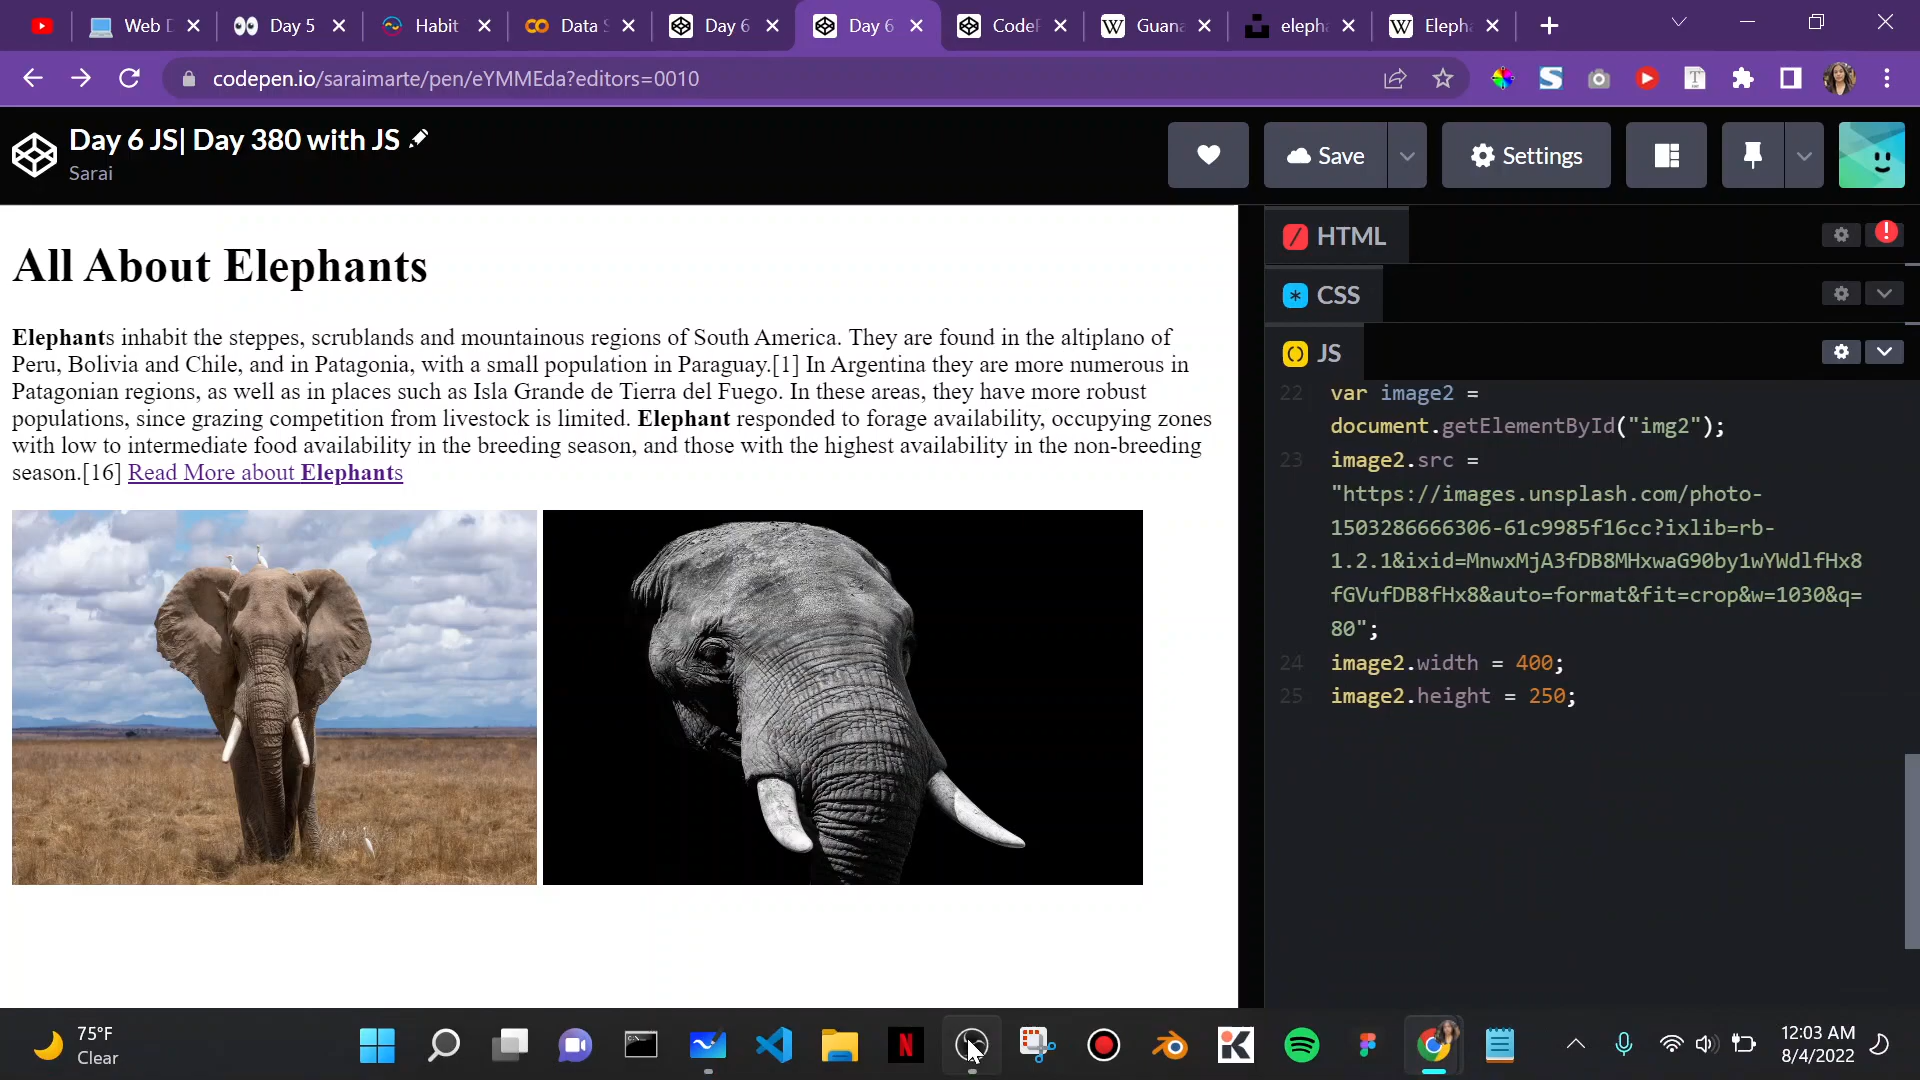 Web D
Day 5
Habit
Data S
Day 6
Day 6
CodeP
Guana
eleph
Elepha
codepen.io/saraimarte/pen/eYMMEda?editors=0010
Day 6 JS| Day 380 with JS
Sarai
Save
Settings
All About Elephants
Elephants inhabit the steppes, scrublands and mountainous regions of South America. They are found in the altiplano of
Peru, Bolivia and Chile, and in Patagonia, with a small population in Paraguay.[1] In Argentina they are more numerous in
Patagonian regions, as well as in places such as Isla Grande de Tierra del Fuego. In these areas, they have more robust
populations, since grazing competition from livestock is limited. Elephant responded to forage availability, occupying zones
with low to intermediate food availability in the breeding season, and those with the highest availability in the non-breeding
season.[16] Read More about Elephants
HTML
CSS
JS
22 var image2 =
document.getElementById("img2");
23 image2.src =
"https://images.unsplash.com/photo-
1503286666306-61c9985f16cc?ixlib=rb-
1.2.1&ixid=MnwxMjA3fDB8MHxwaG90by1wYWdlfHx8
fGVufDB8fHx8&auto=format&fit=crop&w=1030&q=
80";
24 image2.width = 400;
25 image2.height = 250;
75°F
Clear
12:03 AM
8/4/2022